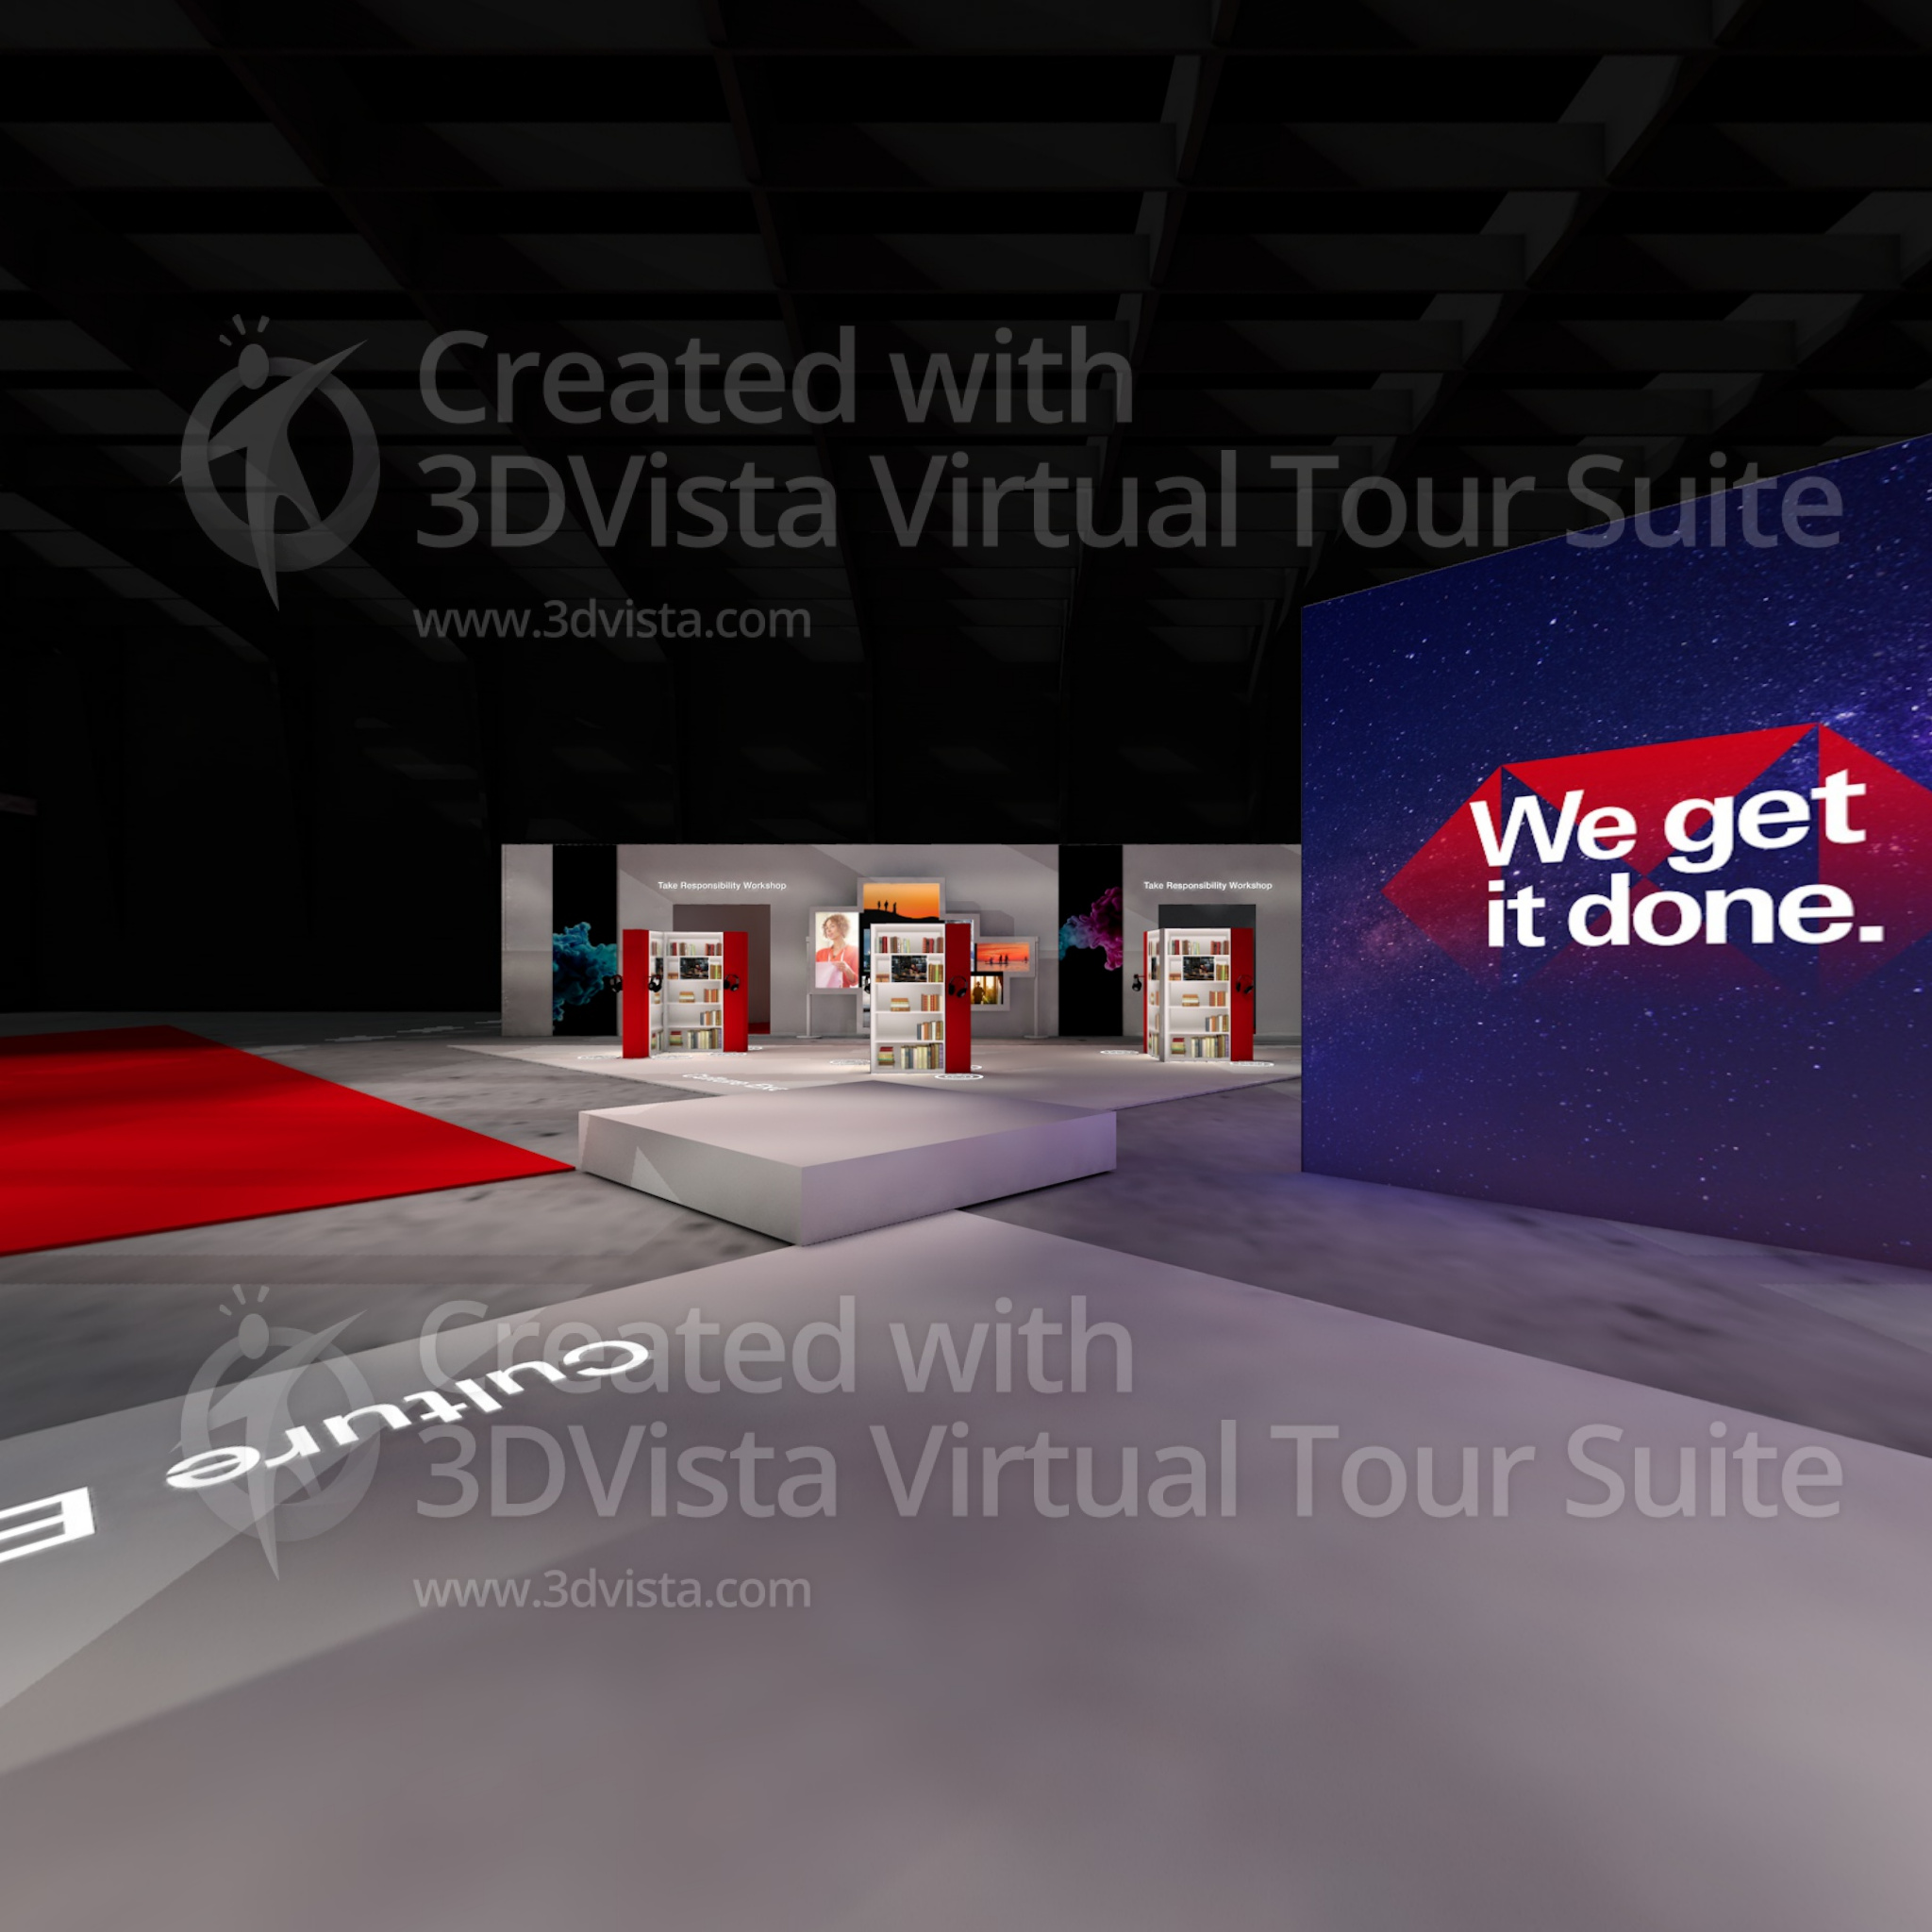 Created with
3DVista Virtual Tour Suite
www.3dvista.com
We get
it done.
Take Responsibility Workshop
Take Responsibility Workshop
Culture
E
Created with
3DVista Virtual Tour Suite
www.3dvista.com